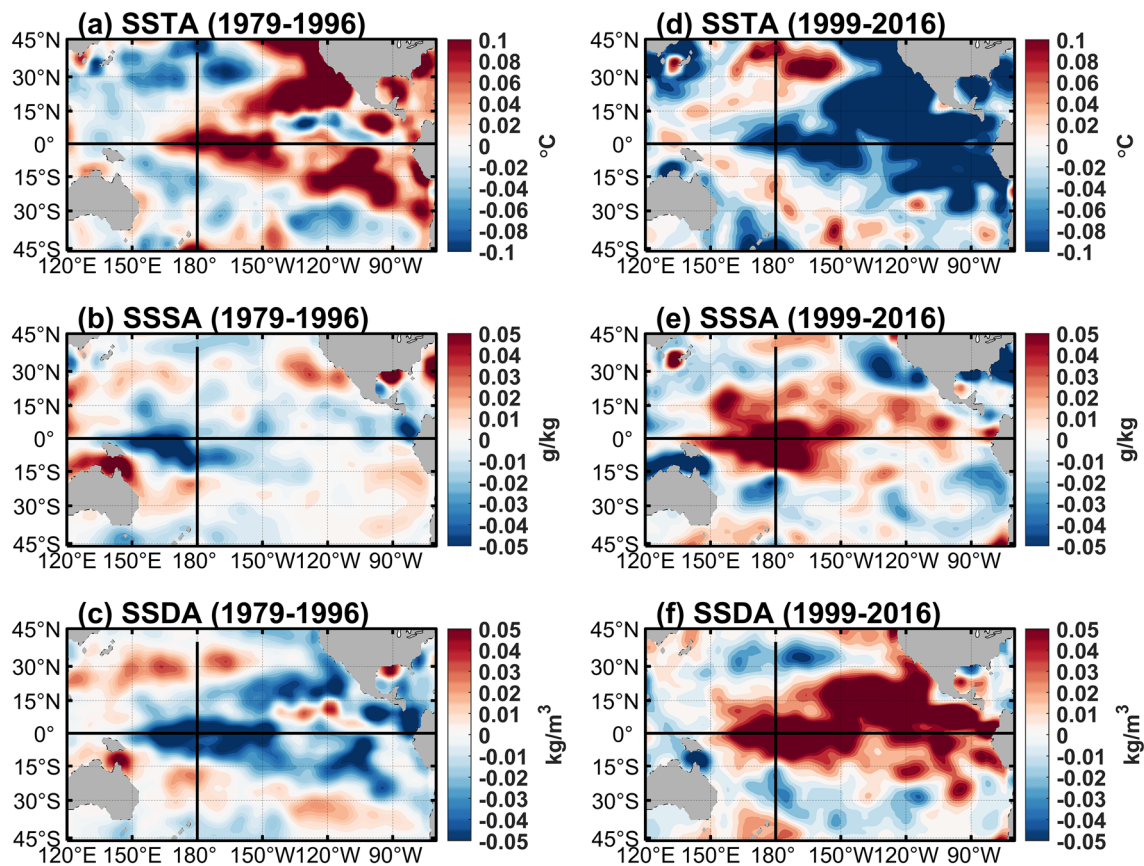 (a) SSTA (1979-1996)
45°N
30°N
15°N
0°
15°S
30°S
45°S
120°E 150°E 180° 150°W 120°W 90°W
0.1
0.08
0.06
0.04
0.02
0
-0.02
-0.04
-0.06
-0.08
-0.1
°C
(d) SSTA (1999-2016)
45°N
30°N
15°N
0°
15°S
30°S
45°S
120°E 150°E 180° 150°W 120°W 90°W
0.1
0.08
0.06
0.04
0.02
0
-0.02
-0.04
-0.06
-0.08
-0.1
°C
(b) SSSA (1979-1996)
45°N
30°N
15°N
0°
15°S
30°S
45°S
120°E 150°E 180° 150°W 120°W 90°W
0.05
0.04
0.03
0.02
0.01
0
-0.01
-0.02
-0.03
-0.04
-0.05
g/kg
(e) SSSA (1999-2016)
45°N
30°N
15°N
0°
15°S
30°S
45°S
120°E 150°E 180° 150°W 120°W 90°W
0.05
0.04
0.03
0.02
0.01
0
-0.01
-0.02
-0.03
-0.04
-0.05
g/kg
(c) SSDA (1979-1996)
45°N
30°N
15°N
0°
15°S
30°S
45°S
120°E 150°E 180° 150°W 120°W 90°W
0.05
0.04
0.03
0.02
0.01
0
-0.01
-0.02
-0.03
-0.04
-0.05
kg/m³
(f) SSDA (1999-2016)
45°N
30°N
15°N
0°
15°S
30°S
45°S
120°E 150°E 180° 150°W 120°W 90°W
0.05
0.04
0.03
0.02
0.01
0
-0.01
-0.02
-0.03
-0.04
-0.05
kg/m³